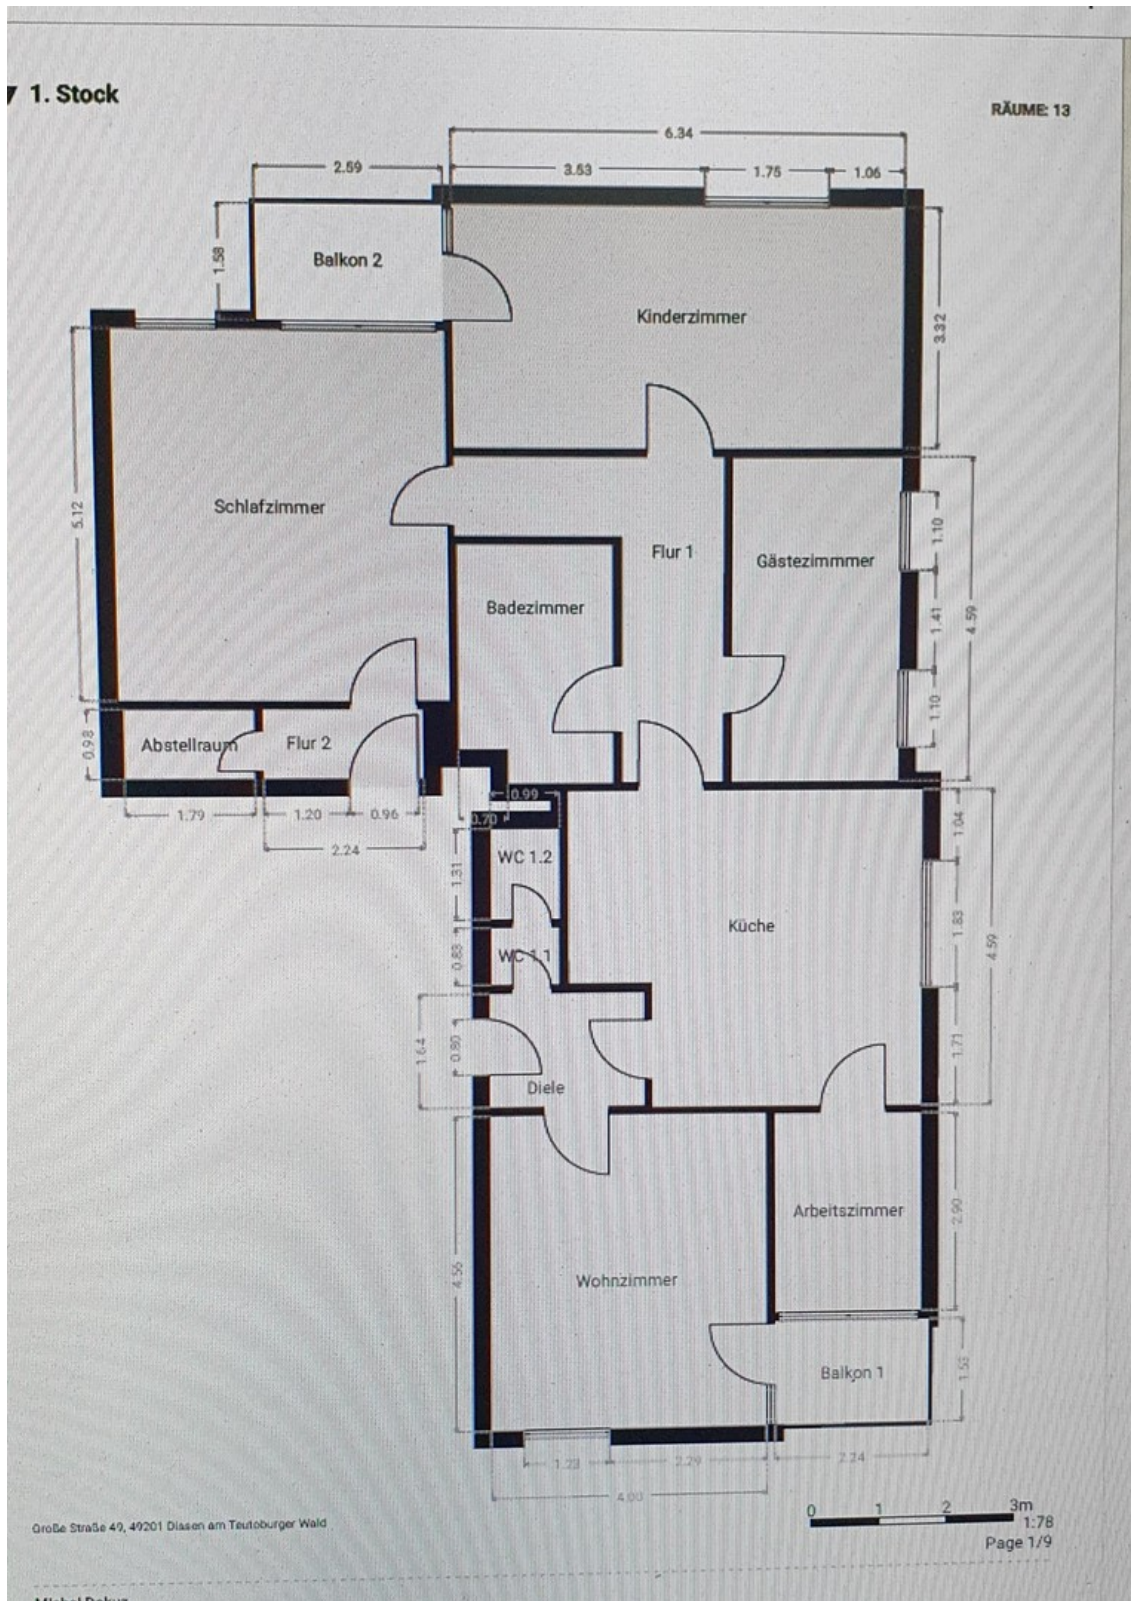 1. Stock
RÄUME: 13
6.34
2.59
3.53
1.75
1.06
1.58
Balkon 2
Kinderzimmer
3.32
5.12
Schlafzimmer
Flur 1
Gästezimmmer
1.10
1.41
4.59
1.10
Badezimmer
0.98
Abstellraum
Flur 2
1.79
1.20
0.96
2.24
0.99
0.70
1.04
WC 1.2
1.31
Küche
1.83
4.59
WC 1.1
0.83
1.64
0.80
1.71
Diele
Arbeitszimmer
2.90
4.56
Wohnzimmer
Balkon 1
1.53
1.23
2.29
2.24
4.00
Große Straße 49, 49201 Dissen am Teutoburger Wald
0 1 2 3m
1:78
Page 1/9